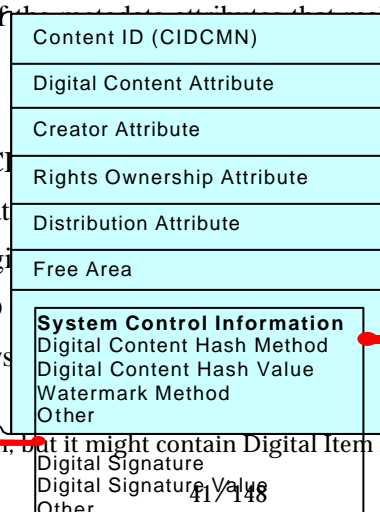 Content ID (CIDCMN)
Digital Content Attribute
Creator Attribute
Rights Ownership Attribute
Distribution Attribute
Free Area
System Control Information
Digital Content Hash Method
Digital Content Hash Value
Watermark Method
Other
but it might contain Digital Item
Digital Signature
Digital Signature Value
41/148
Other